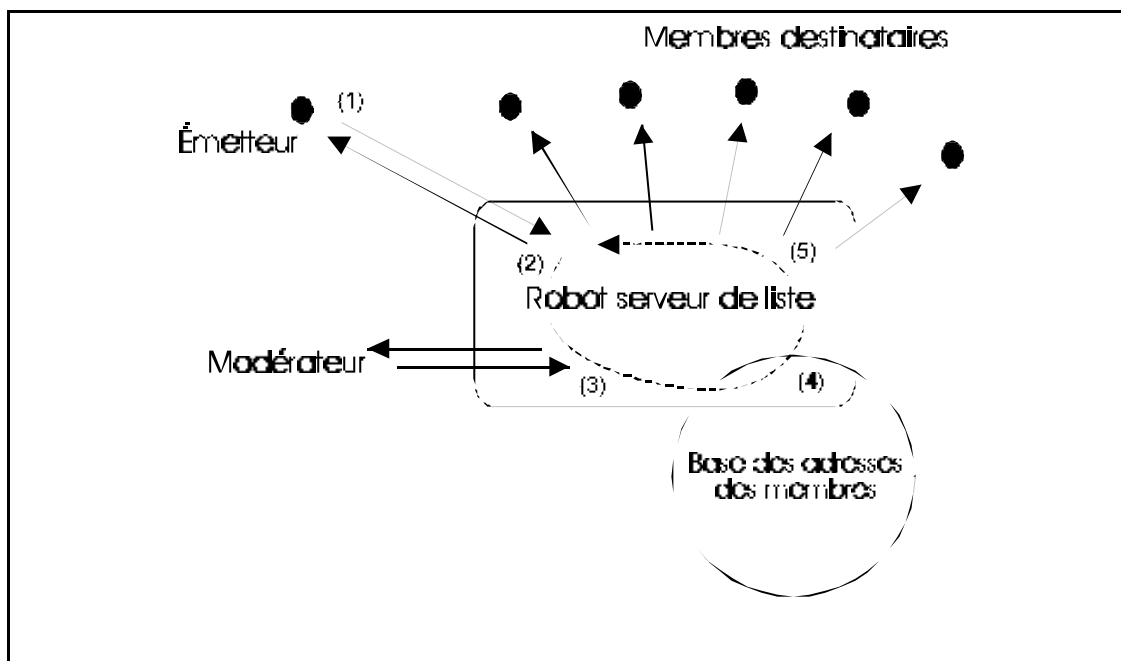 Membres destinataires
(1)
Émetteur
(2)
(5)
Robot serveur de liste
Modérateur
(3)
(4)
Base des adresses
des membres